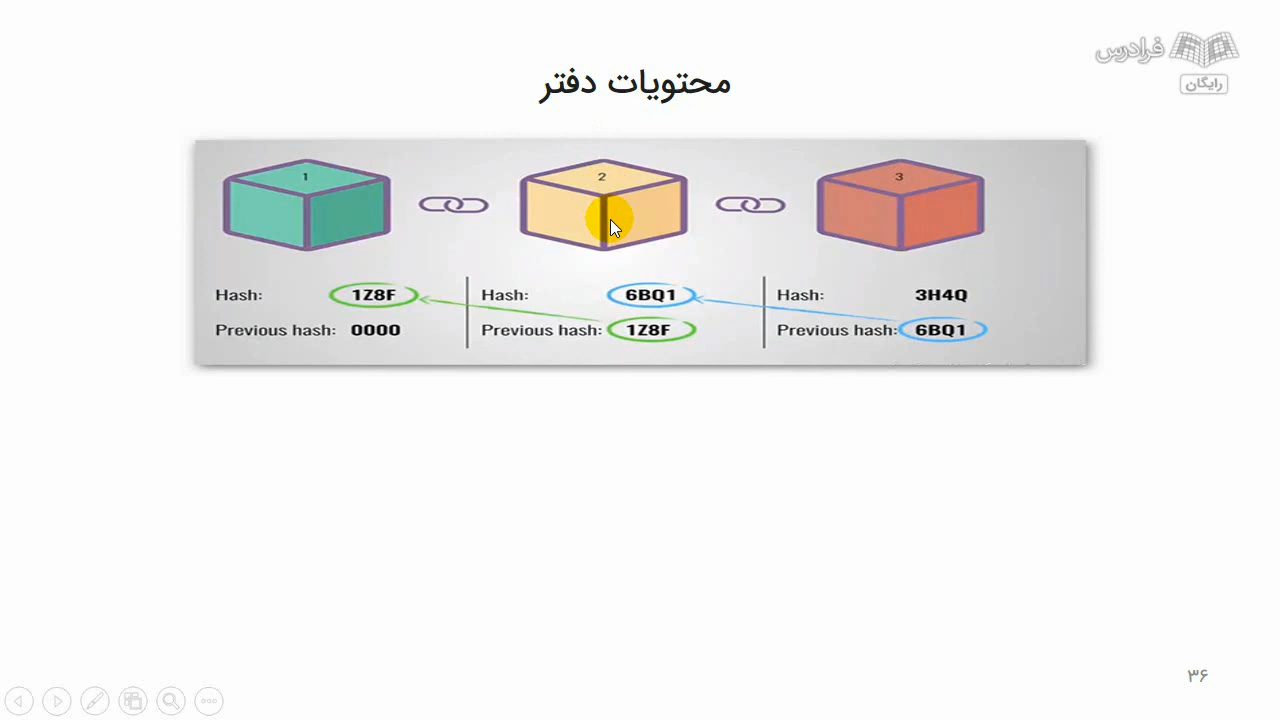 فرادرس
رایگان
محتویات دفتر
1
2
3
Hash: 1Z8F
Previous hash: 0000
Hash: 6BQ1
Previous hash: 1Z8F
Hash: 3H4Q
Previous hash: 6BQ1
۳۶